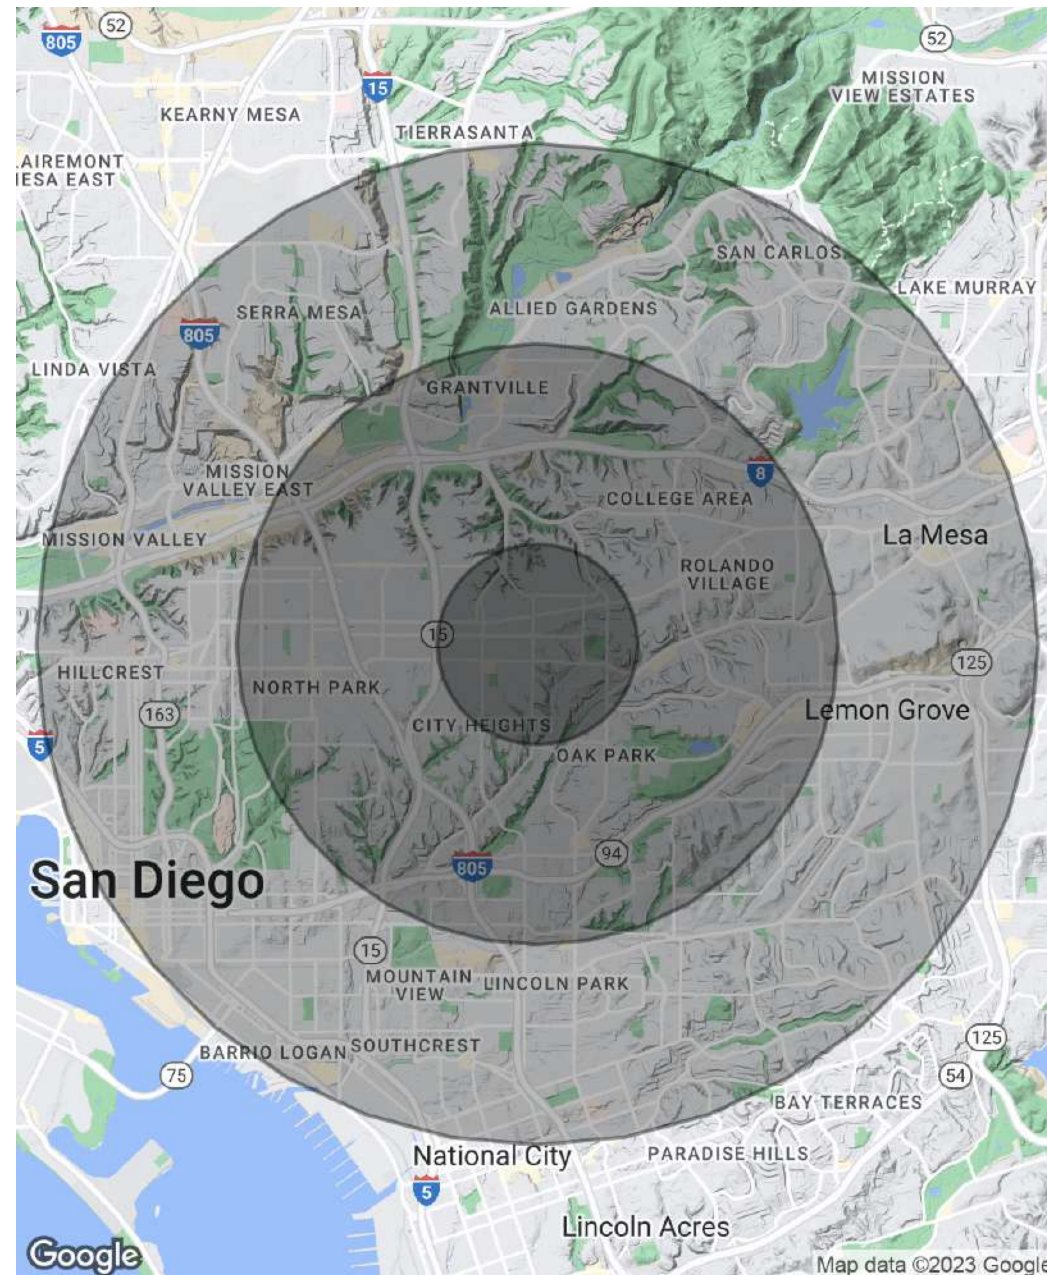 52
805
52
15
MISSION
VIEW ESTATES
KEARNY MESA
TIERRASANTA
LAIREMONT
MESA EAST
SAN CARLOS
LAKE MURRAY
SERRA MESA
ALLIED GARDENS
805
LINDA VISTA
GRANTVILLE
MISSION
VALLEY EAST
8
COLLEGE AREA
MISSION VALLEY
La Mesa
ROLANDO
VILLAGE
15
125
HILLCREST
NORTH PARK
163
Lemon Grove
CITY HEIGHTS
5
OAK PARK
94
805
San Diego
15
MOUNTAIN
VIEW
LINCOLN PARK
125
SOUTHCREST
BARRIO LOGAN
75
54
BAY TERRACES
National City
PARADISE HILLS
5
Lincoln Acres
Google
Map data ©2023 Google